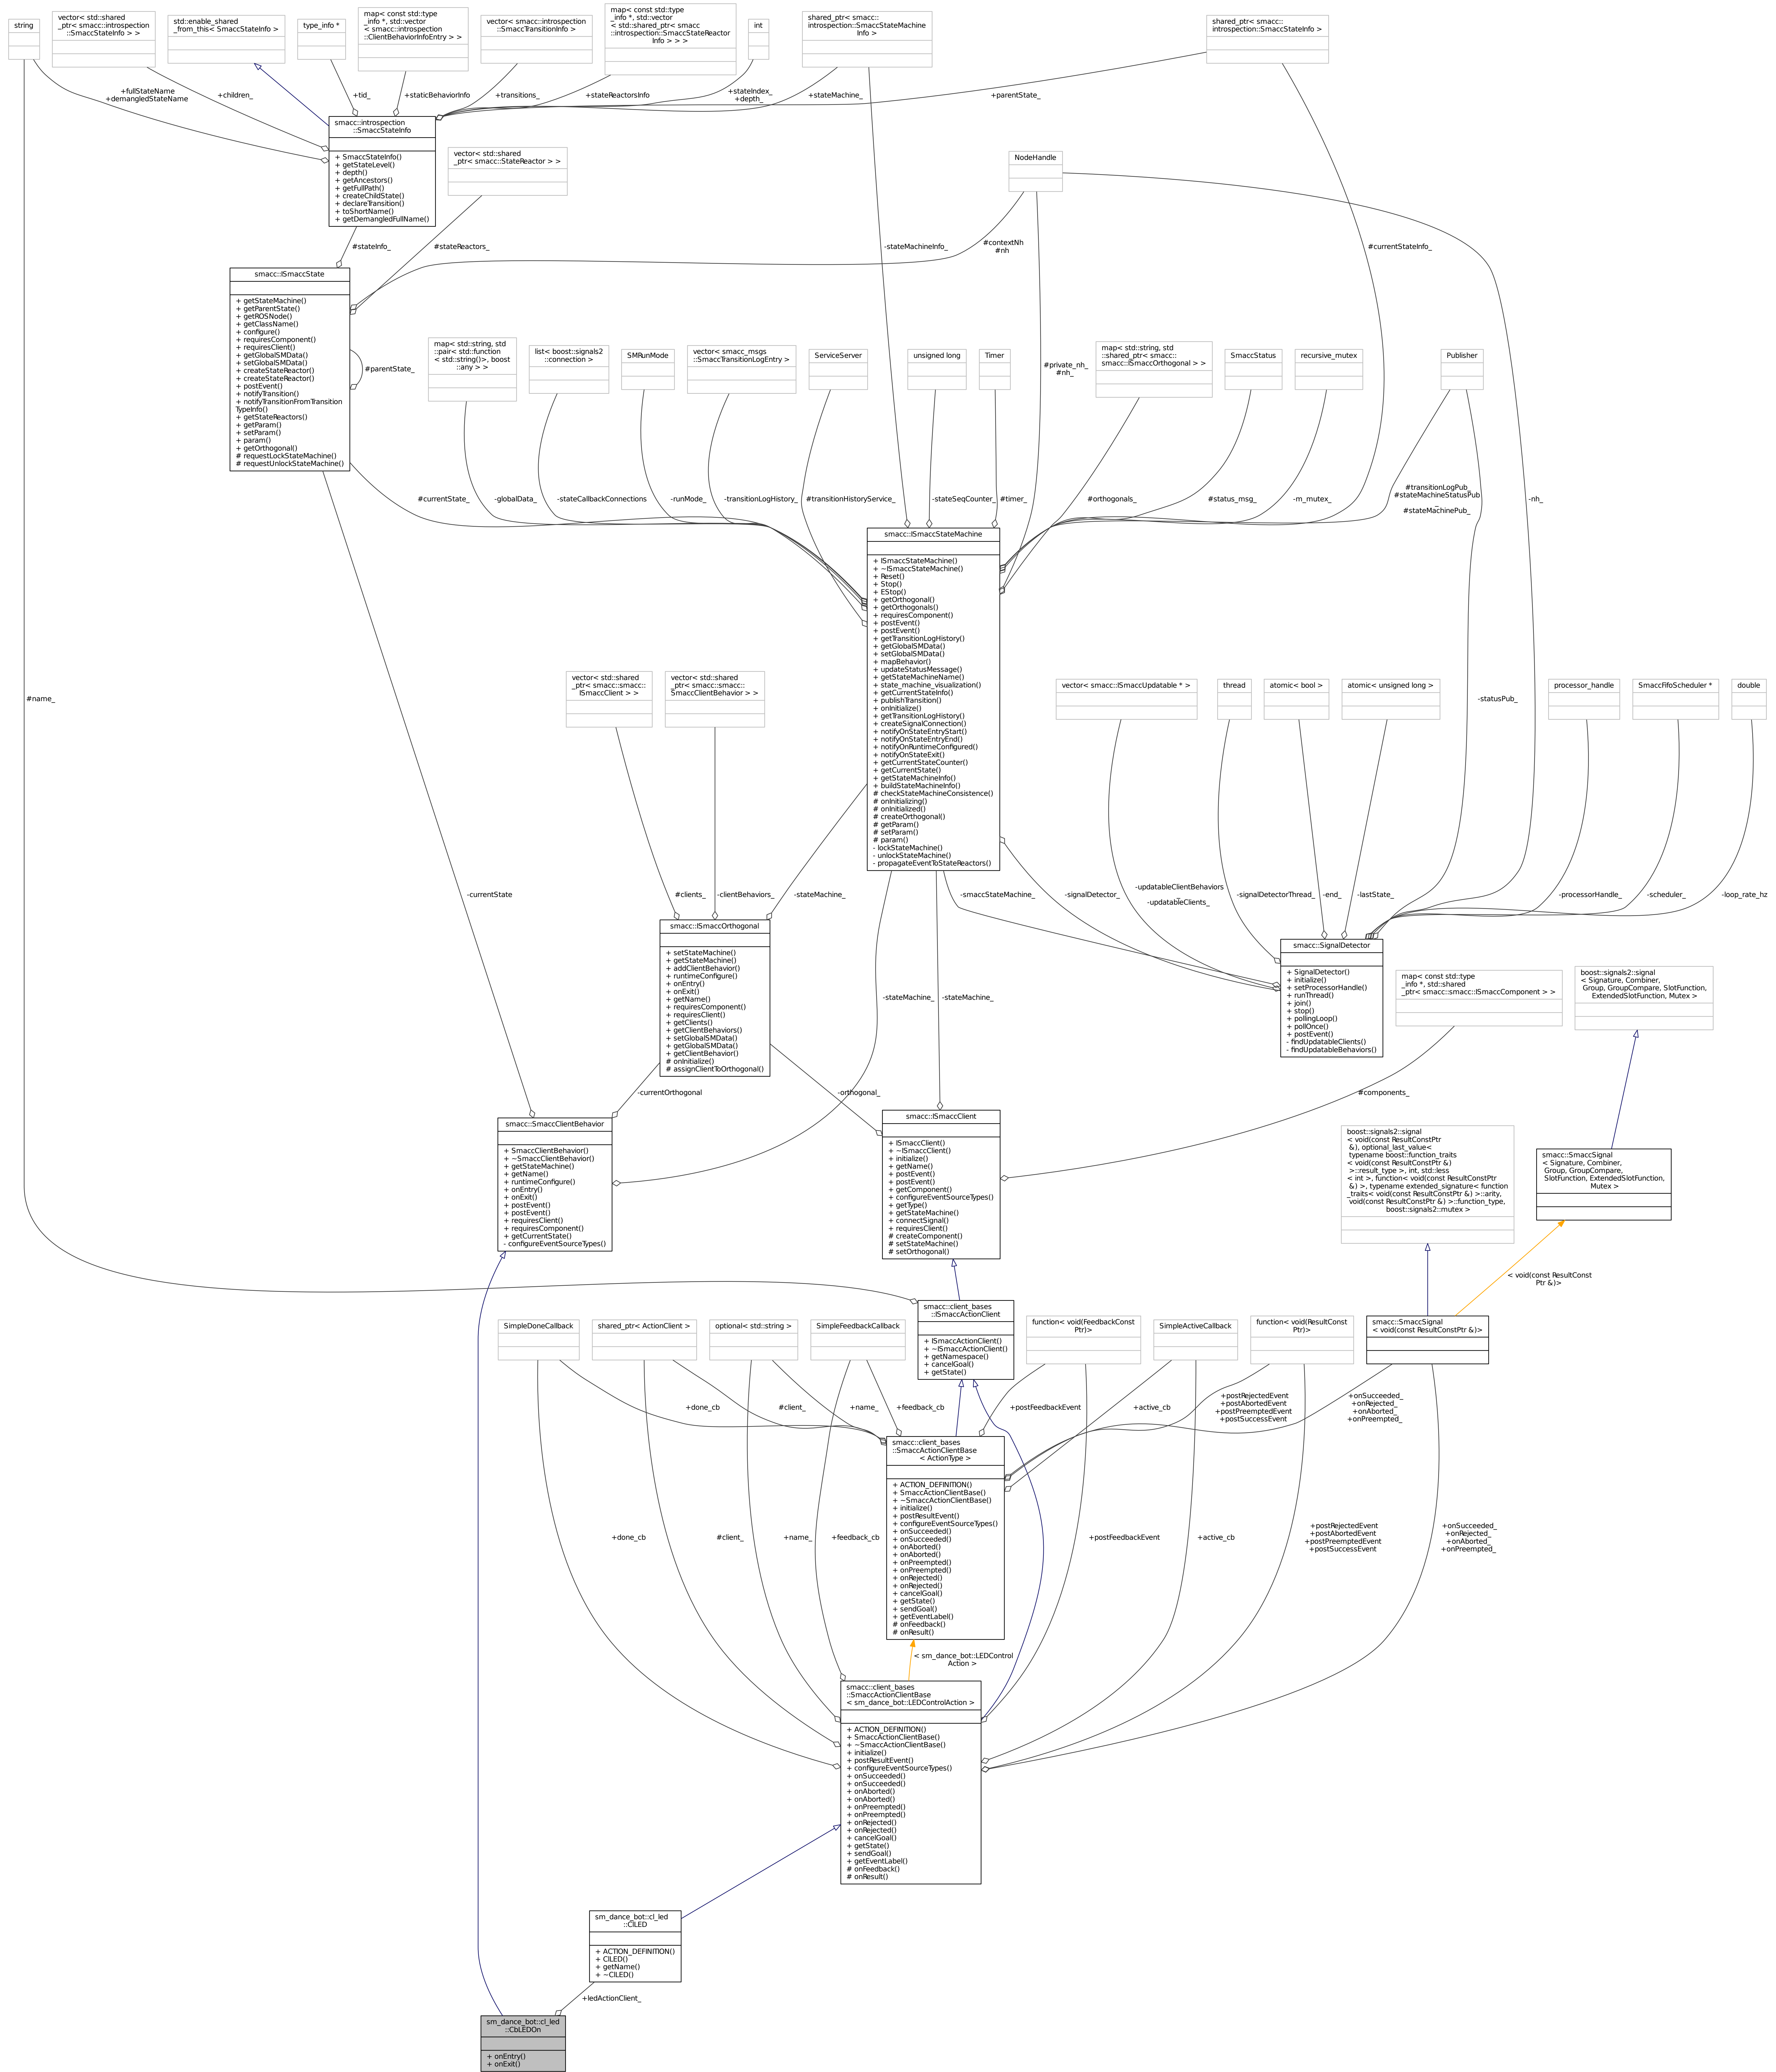 string
vector< std::shared
_ptr< smacc::introspection
::SmaccStateInfo > >
std::enable_shared
_from_this< SmaccStateInfo >
type_info *
map< const std::type
_info *, std::vector
< smacc::introspection
::ClientBehaviorInfoEntry > >
vector< smacc::introspection
::SmaccTransitionInfo >
map< const std::type
_info *, std::vector
< std::shared_ptr< smacc
::introspection::SmaccStateReactor
Info > > >
int
shared_ptr< smacc::
introspection::SmaccStateMachine
Info >
shared_ptr< smacc::
introspection::SmaccStateInfo >
+fullStateName
+demangledStateName
+children_
+tid_
+staticBehaviorInfo
+transitions_
+stateReactorsInfo
+stateIndex_
+depth_
+stateMachine_
+parentState_
smacc::introspection
::SmaccStateInfo
+ SmaccStateInfo()
+ getStateLevel()
+ depth()
+ getAncestors()
+ getFullPath()
+ createChildState()
+ declareTransition()
+ toShortName()
+ getDemangledFullName()
vector< std::shared
_ptr< smacc::StateReactor > >
NodeHandle
#stateInfo_
#stateReactors_
-stateMachineInfo_
#contextNh
#nh
#currentStateInfo_
smacc::ISmaccState
+ getStateMachine()
+ getParentState()
+ getROSNode()
+ getClassName()
+ configure()
+ requiresComponent()
+ requiresClient()
+ getGlobalSMData()
+ setGlobalSMData()
+ createStateReactor()
+ createStateReactor()
+ postEvent()
+ notifyTransition()
+ notifyTransitionFromTransition
TypeInfo()
+ getStateReactors()
+ getParam()
+ setParam()
+ param()
+ getOrthogonal()
# requestLockStateMachine()
# requestUnlockStateMachine()
#parentState_
map< std::string, std
::pair< std::function
< std::string()>, boost
::any > >
list< boost::signals2
::connection >
SMRunMode
vector< smacc_msgs
::SmaccTransitionLogEntry >
ServiceServer
unsigned long
Timer
#private_nh_
#nh_
map< std::string, std
::shared_ptr< smacc::
smacc::ISmaccOrthogonal > >
SmaccStatus
recursive_mutex
Publisher
#currentState_
-globalData_
-stateCallbackConnections
-runMode_
-transitionLogHistory_
#transitionHistoryService_
-stateSeqCounter_
#timer_
#orthogonals_
#status_msg_
-m_mutex_
#transitionLogPub_
#stateMachineStatusPub
_
#stateMachinePub_
-nh_
smacc::ISmaccStateMachine
+ ISmaccStateMachine()
+ ~ISmaccStateMachine()
+ Reset()
+ Stop()
+ EStop()
+ getOrthogonal()
+ getOrthogonals()
+ requiresComponent()
+ postEvent()
+ postEvent()
+ getTransitionLogHistory()
+ getGlobalSMData()
+ setGlobalSMData()
+ mapBehavior()
+ updateStatusMessage()
+ getStateMachineName()
+ state_machine_visualization()
+ getCurrentStateInfo()
+ publishTransition()
+ onInitialize()
+ getTransitionLogHistory()
+ createSignalConnection()
+ notifyOnStateEntryStart()
+ notifyOnStateEntryEnd()
+ notifyOnRuntimeConfigured()
+ notifyOnStateExit()
+ getCurrentStateCounter()
+ getCurrentState()
+ getStateMachineInfo()
+ buildStateMachineInfo()
# checkStateMachineConsistence()
# onInitializing()
# onInitialized()
# createOrthogonal()
# getParam()
# setParam()
# param()
- lockStateMachine()
- unlockStateMachine()
- propagateEventToStateReactors()
#name_
vector< std::shared
_ptr< smacc::smacc::
ISmaccClient > >
vector< std::shared
_ptr< smacc::smacc::
SmaccClientBehavior > >
vector< smacc::ISmaccUpdatable * >
thread
atomic< bool >
atomic< unsigned long >
-statusPub_
processor_handle
SmaccFifoScheduler *
double
-currentState
#clients_
-clientBehaviors_
-stateMachine_
-smaccStateMachine_
-signalDetector_
-updatableClientBehaviors
_
-updatableClients_
-signalDetectorThread_
-end_
-lastState_
-processorHandle_
-scheduler_
-loop_rate_hz
smacc::ISmaccOrthogonal
+ setStateMachine()
+ getStateMachine()
+ addClientBehavior()
+ runtimeConfigure()
+ onEntry()
+ onExit()
+ getName()
+ requiresComponent()
+ requiresClient()
+ getClients()
+ getClientBehaviors()
+ setGlobalSMData()
+ getGlobalSMData()
+ getClientBehavior()
# onInitialize()
# assignClientToOrthogonal()
-stateMachine_
-stateMachine_
smacc::SignalDetector
+ SignalDetector()
+ initialize()
+ setProcessorHandle()
+ runThread()
+ join()
+ stop()
+ pollingLoop()
+ pollOnce()
+ postEvent()
- findUpdatableClients()
- findUpdatableBehaviors()
map< const std::type
_info *, std::shared
_ptr< smacc::smacc::ISmaccComponent > >
boost::signals2::signal
< Signature, Combiner,
Group, GroupCompare, SlotFunction,
ExtendedSlotFunction, Mutex >
-currentOrthogonal
-orthogonal_
#components_
smacc::SmaccClientBehavior
+ SmaccClientBehavior()
+ ~SmaccClientBehavior()
+ getStateMachine()
+ getName()
+ runtimeConfigure()
+ onEntry()
+ onExit()
+ postEvent()
+ postEvent()
+ requiresClient()
+ requiresComponent()
+ getCurrentState()
- configureEventSourceTypes()
smacc::ISmaccClient
+ ISmaccClient()
+ ~ISmaccClient()
+ initialize()
+ getName()
+ postEvent()
+ postEvent()
+ getComponent()
+ configureEventSourceTypes()
+ getType()
+ getStateMachine()
+ connectSignal()
+ requiresClient()
# createComponent()
# setStateMachine()
# setOrthogonal()
boost::signals2::signal
< void(const ResultConstPtr
&), optional_last_value<
typename boost::function_traits
< void(const ResultConstPtr &)
>::result_type >, int, std::less
< int >, function< void(const ResultConstPtr
&) >, typename extended_signature< function
_traits< void(const ResultConstPtr &) >::arity,
void(const ResultConstPtr &) >::function_type,
boost::signals2::mutex >
smacc::SmaccSignal
< Signature, Combiner,
Group, GroupCompare,
SlotFunction, ExtendedSlotFunction,
Mutex >
< void(const ResultConst
Ptr &)>
smacc::client_bases
::ISmaccActionClient
+ ISmaccActionClient()
+ ~ISmaccActionClient()
+ getNamespace()
+ cancelGoal()
+ getState()
SimpleDoneCallback
shared_ptr< ActionClient >
optional< std::string >
SimpleFeedbackCallback
function< void(FeedbackConst
Ptr)>
SimpleActiveCallback
function< void(ResultConst
Ptr)>
smacc::SmaccSignal
< void(const ResultConstPtr &)>
+done_cb
#client_
+name_
+feedback_cb
+postFeedbackEvent
+active_cb
+postRejectedEvent
+postAbortedEvent
+postPreemptedEvent
+postSuccessEvent
+onSucceeded_
+onRejected_
+onAborted_
+onPreempted_
smacc::client_bases
::SmaccActionClientBase
< ActionType >
+ ACTION_DEFINITION()
+ SmaccActionClientBase()
+ ~SmaccActionClientBase()
+ initialize()
+ postResultEvent()
+ configureEventSourceTypes()
+ onSucceeded()
+ onSucceeded()
+ onAborted()
+ onAborted()
+ onPreempted()
+ onPreempted()
+ onRejected()
+ onRejected()
+ cancelGoal()
+ getState()
+ sendGoal()
+ getEventLabel()
# onFeedback()
# onResult()
+done_cb
#client_
+name_
+feedback_cb
+postFeedbackEvent
+active_cb
+postRejectedEvent
+postAbortedEvent
+postPreemptedEvent
+postSuccessEvent
+onSucceeded_
+onRejected_
+onAborted_
+onPreempted_
< sm_dance_bot::LEDControl
Action >
smacc::client_bases
::SmaccActionClientBase
< sm_dance_bot::LEDControlAction >
+ ACTION_DEFINITION()
+ SmaccActionClientBase()
+ ~SmaccActionClientBase()
+ initialize()
+ postResultEvent()
+ configureEventSourceTypes()
+ onSucceeded()
+ onSucceeded()
+ onAborted()
+ onAborted()
+ onPreempted()
+ onPreempted()
+ onRejected()
+ onRejected()
+ cancelGoal()
+ getState()
+ sendGoal()
+ getEventLabel()
# onFeedback()
# onResult()
sm_dance_bot::cl_led
::ClLED
+ ACTION_DEFINITION()
+ ClLED()
+ getName()
+ ~ClLED()
+ledActionClient_
sm_dance_bot::cl_led
::CbLEDOn
+ onEntry()
+ onExit()